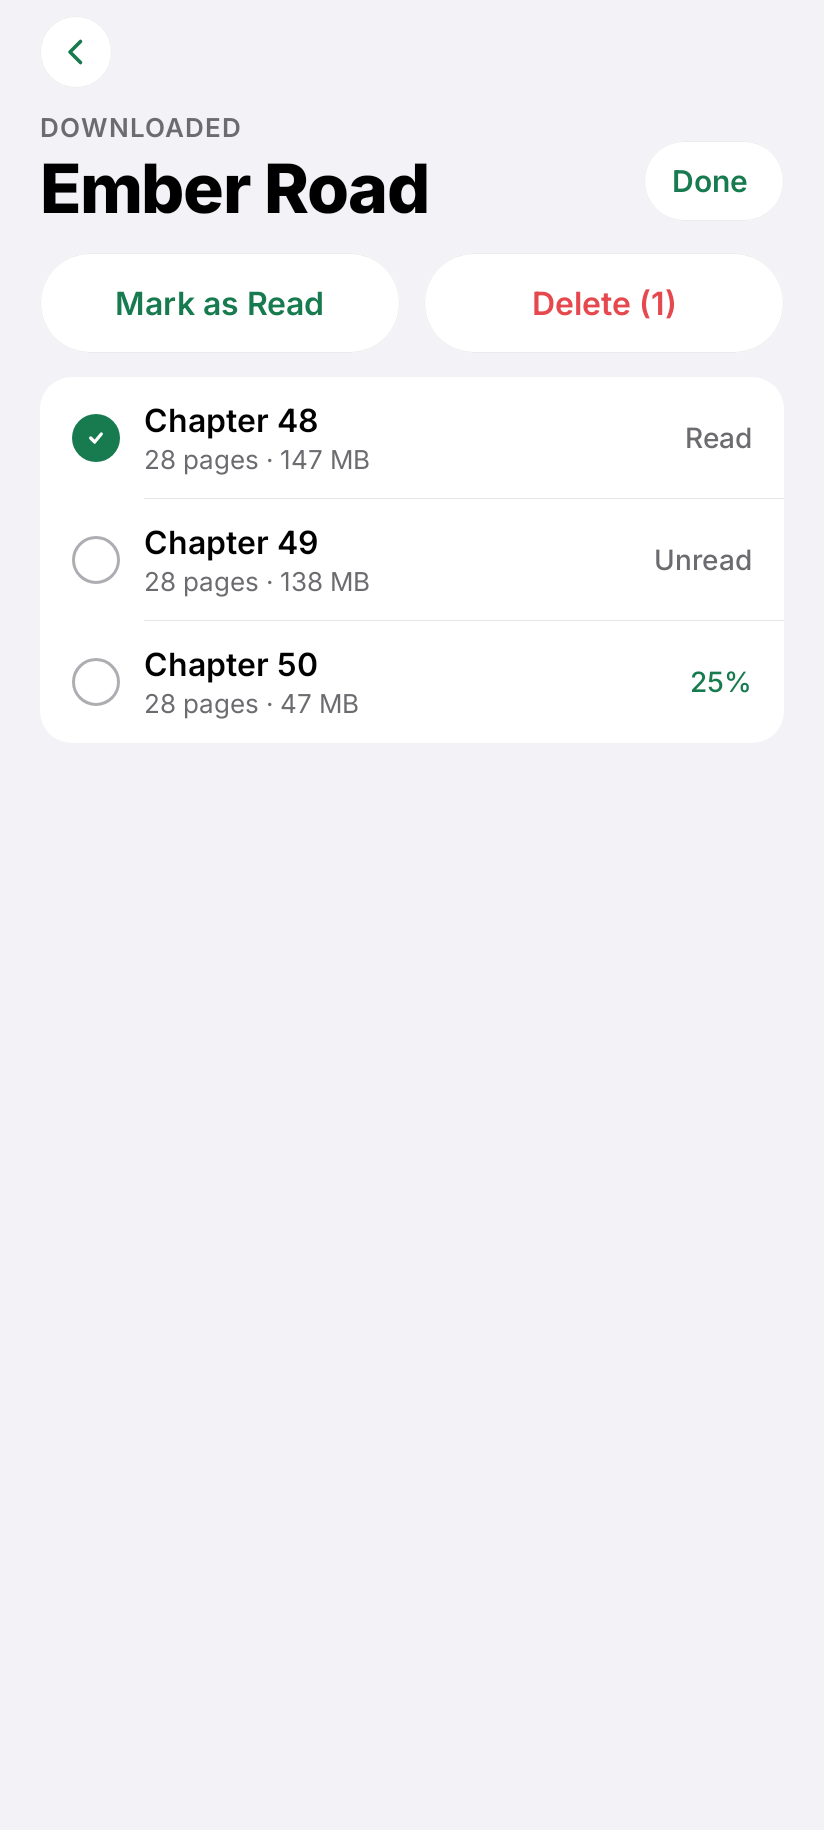 DOWNLOADED
Ember Road
Done
Mark as Read
Delete (1)
Chapter 48
28 pages · 147 MB
Read
Chapter 49
28 pages · 138 MB
Unread
Chapter 50
28 pages · 47 MB
25%